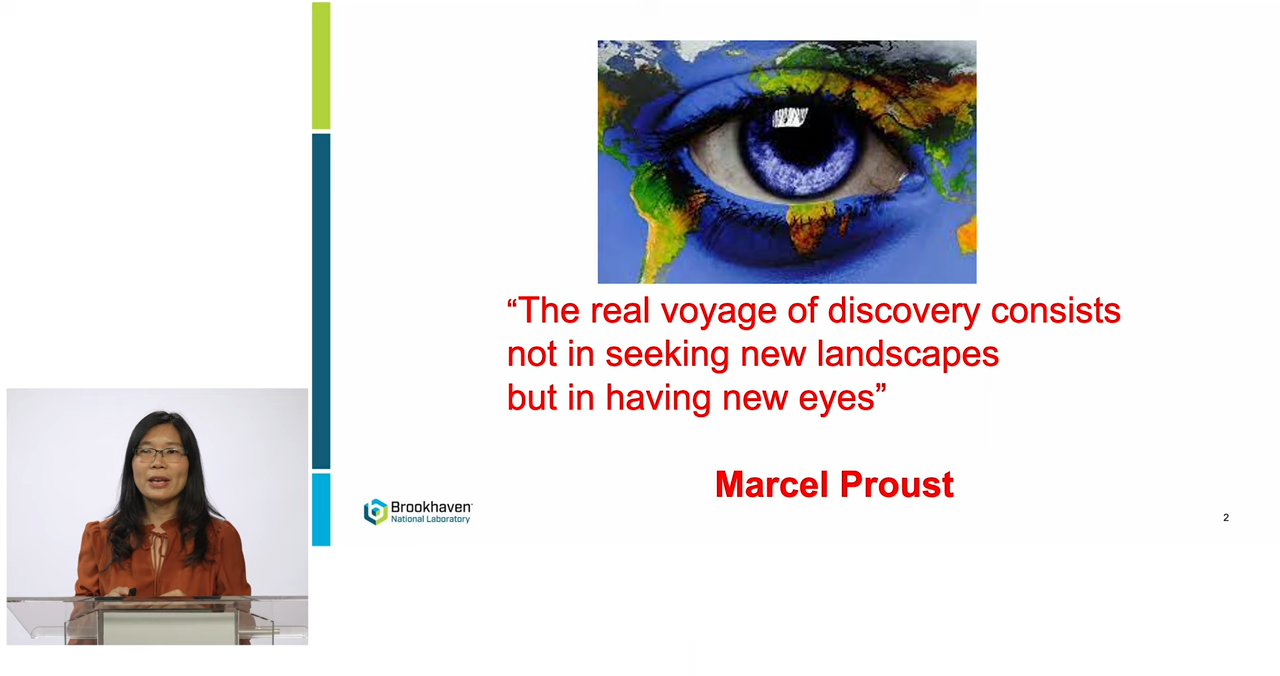 “The real voyage of discovery consists
not in seeking new landscapes
but in having new eyes”
Marcel Proust
Brookhaven
National Laboratory
2